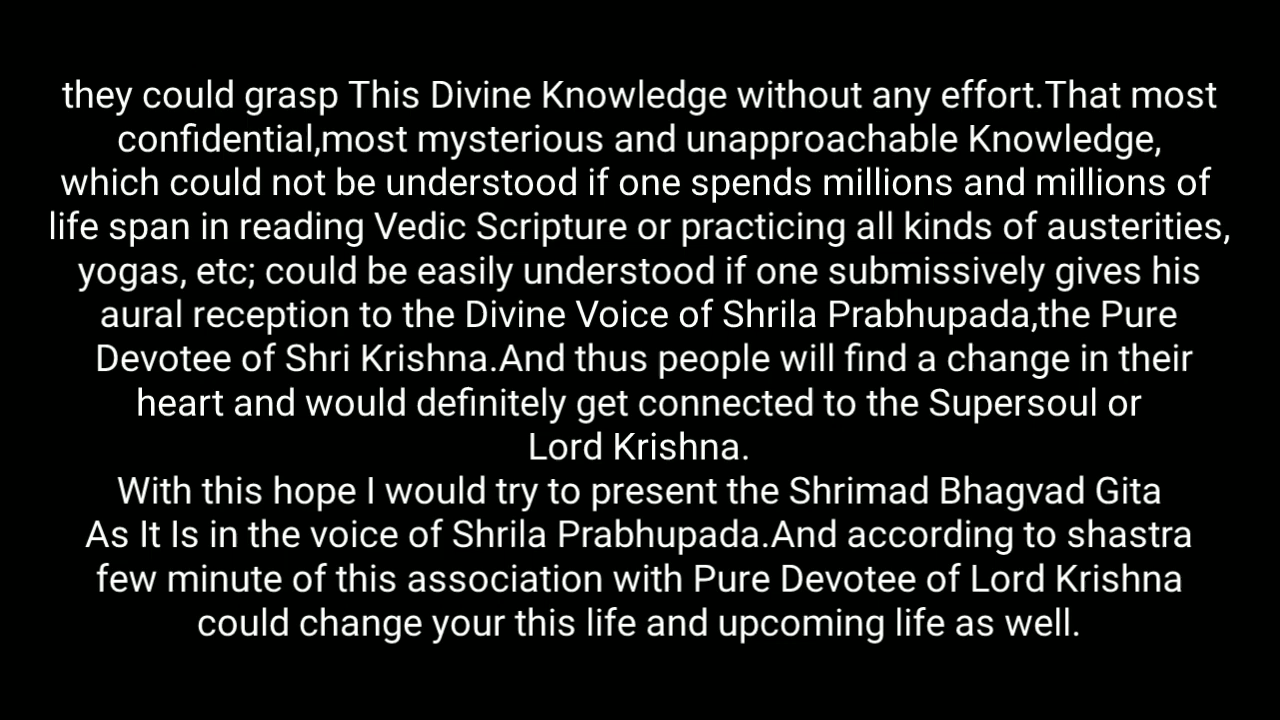 they could grasp This Divine Knowledge without any effort.That most
confidential,most mysterious and unapproachable Knowledge,
which could not be understood if one spends millions and millions of
life span in reading Vedic Scripture or practicing all kinds of austerities,
yogas, etc; could be easily understood if one submissively gives his
aural reception to the Divine Voice of Shrila Prabhupada,the Pure
Devotee of Shri Krishna.And thus people will find a change in their
heart and would definitely get connected to the Supersoul or
Lord Krishna.
With this hope I would try to present the Shrimad Bhagvad Gita
As It Is in the voice of Shrila Prabhupada.And according to shastra
few minute of this association with Pure Devotee of Lord Krishna
could change your this life and upcoming life as well.